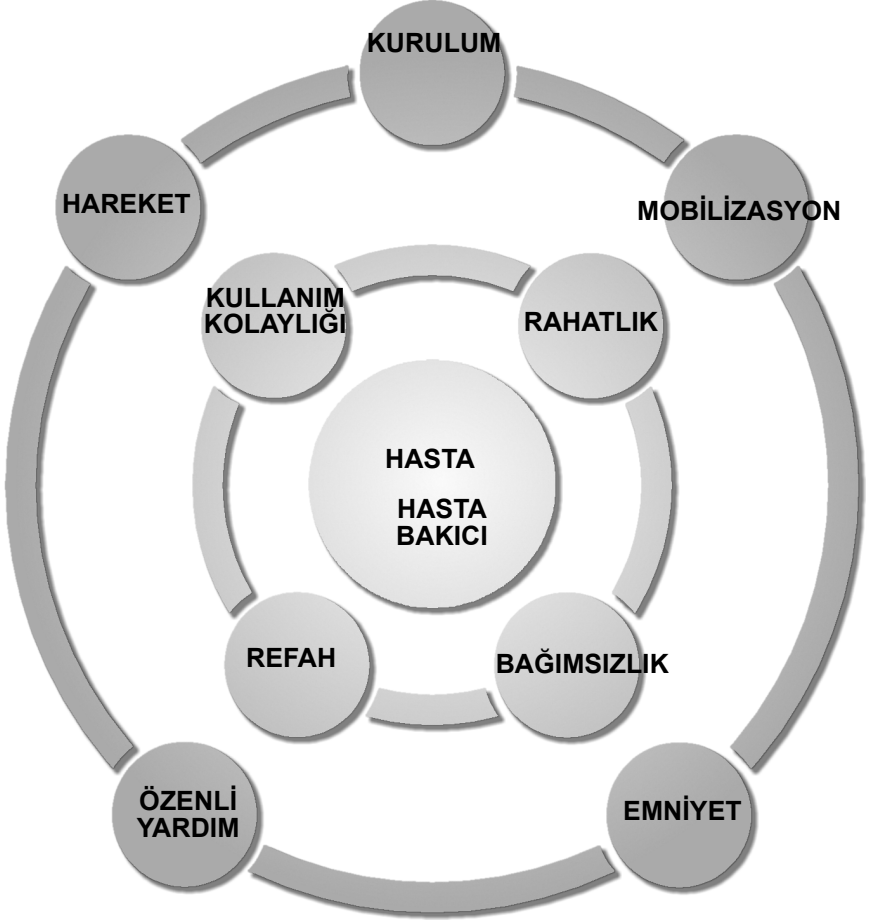 KURULUM
HAREKET
MOBİLİZASYON
KULLANIM
KOLAYLIĞI
RAHATLIK
HASTA
HASTA
BAKICI
REFAH
BAĞIMSIZLIK
ÖZENLİ
YARDIM
EMNİYET